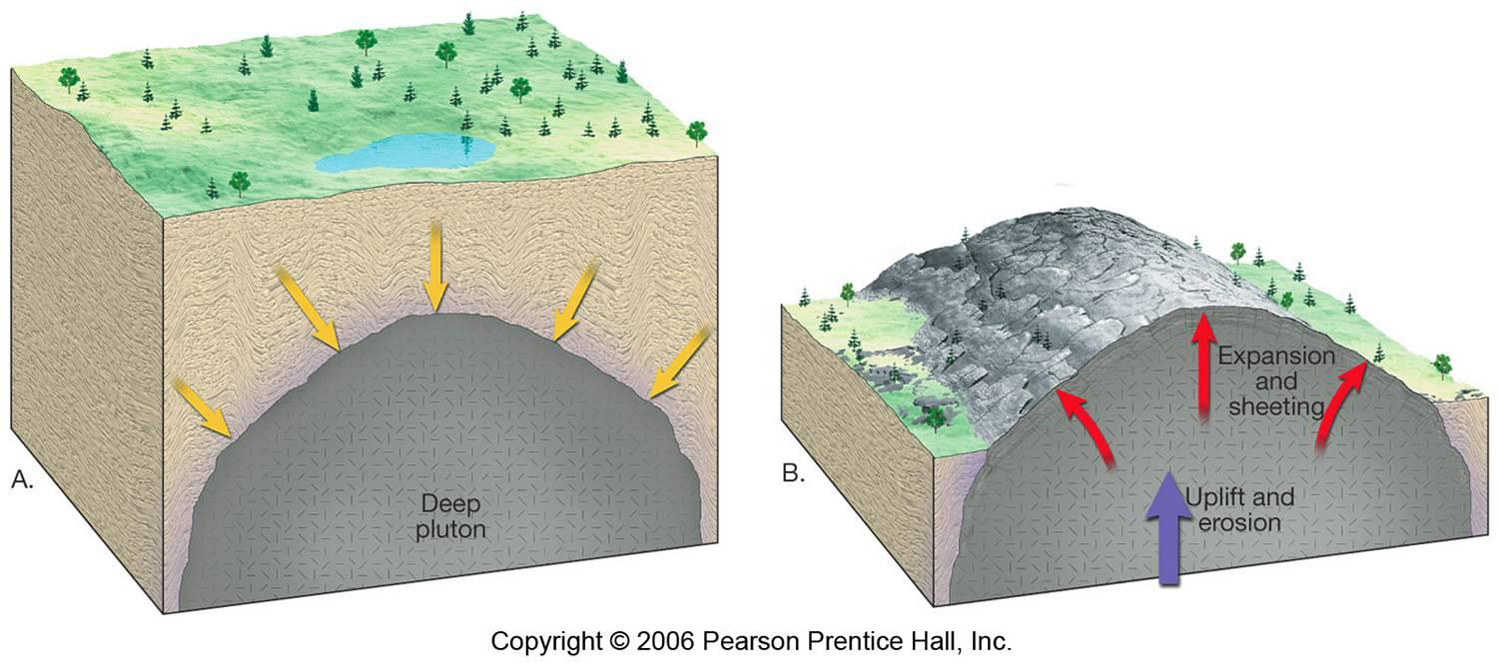 A.
Deep
pluton
B.
Expansion
and
sheeting
Uplift and
erosion
Copyright © 2006 Pearson Prentice Hall, Inc.